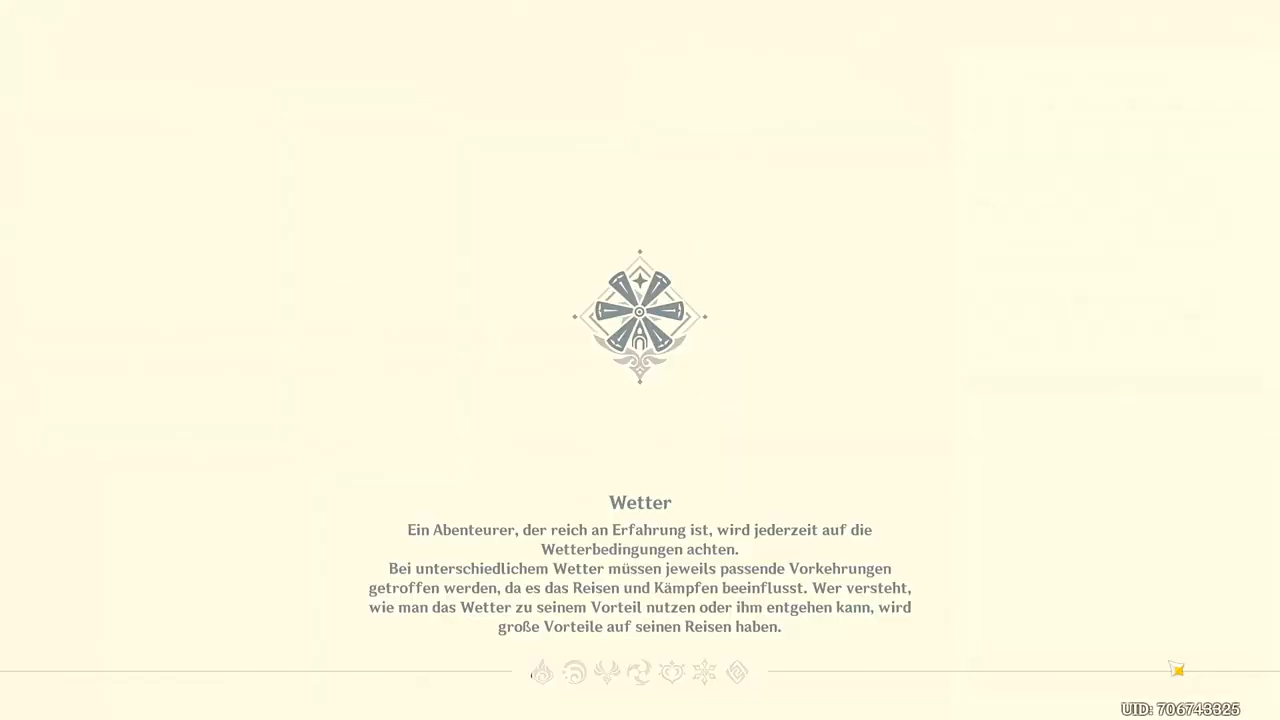 Wetter
Ein Abenteurer, der reich an Erfahrung ist, wird jederzeit auf die
Wetterbedingungen achten.
Bei unterschiedlichem Wetter müssen jeweils passende Vorkehrungen
getroffen werden, da es das Reisen und Kämpfen beeinflusst. Wer versteht,
wie man das Wetter zu seinem Vorteil nutzen oder ihm entgehen kann, wird
große Vorteile auf seinen Reisen haben.
UID: 706743325